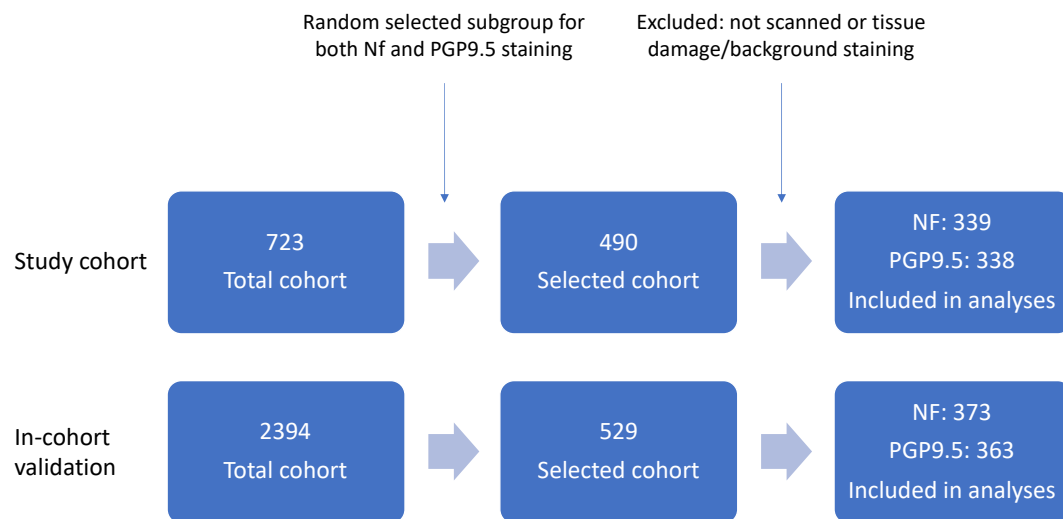 Random selected subgroup for
both Nf and PGP9.5 staining
Excluded: not scanned or tissue
damage/background staining
Study cohort
723
Total cohort
490
Selected cohort
NF: 339
PGP9.5: 338
Included in analyses
In-cohort
validation
2394
Total cohort
529
Selected cohort
NF: 373
PGP9.5: 363
Included in analyses